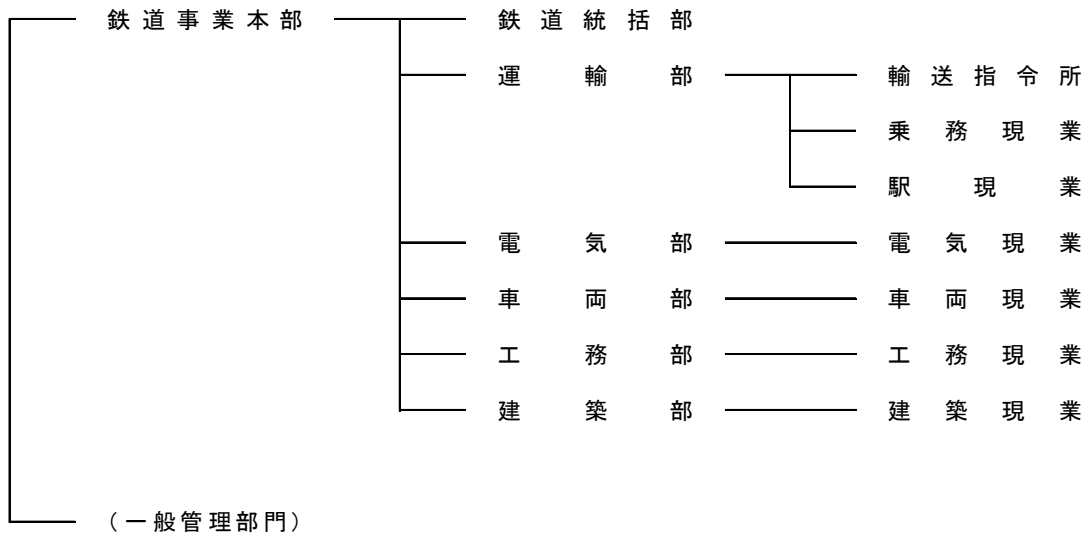 鉄道事業本部 鉄道統括部
運輸部 輸送指令所
乗務現業
駅現業
電気部 電気現業
車両部 車両現業
工務部 工務現業
建築部 建築現業
(一般管理部門)